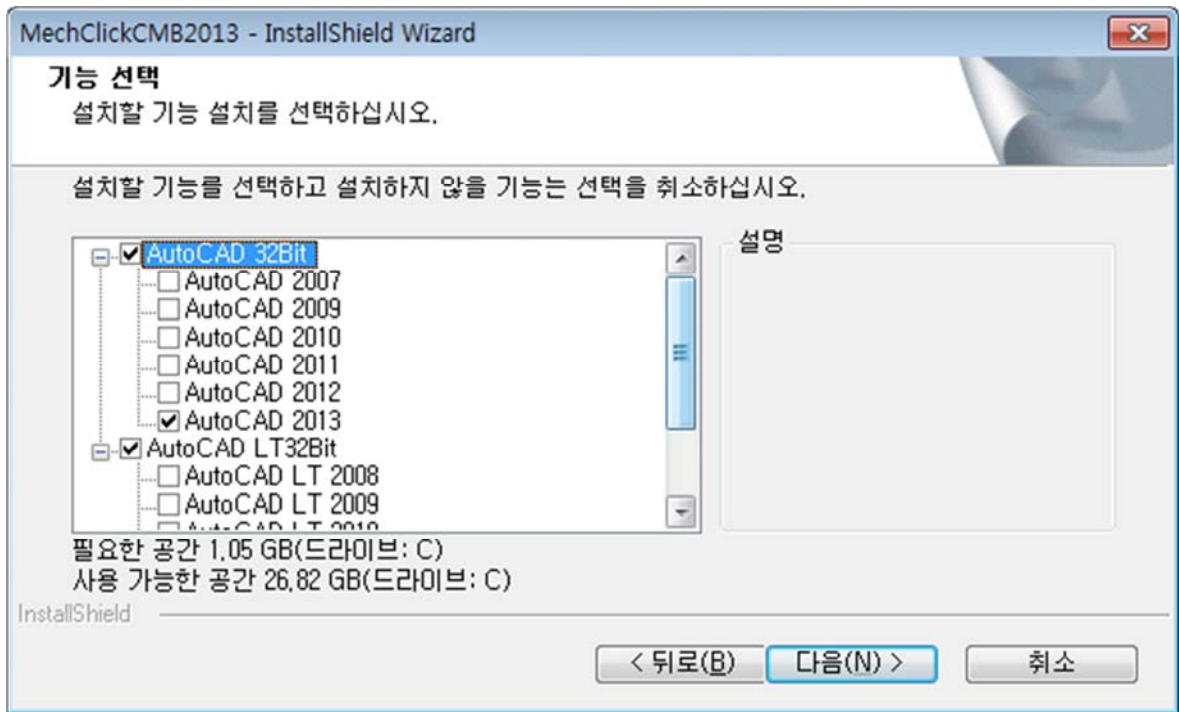 MechClickCMB2013 - InstallShield Wizard
기능 선택
설치할 기능 설치를 선택하십시오.
설치할 기능를 선택하고 설치하지 않을 기능는 선택을 취소하십시오.
AutoCAD 32Bit
AutoCAD 2007
AutoCAD 2009
AutoCAD 2010
AutoCAD 2011
AutoCAD 2012
AutoCAD 2013
AutoCAD LT32Bit
AutoCAD LT 2008
AutoCAD LT 2009
AutoCAD LT 2010
설명
필요한 공간 1.05 GB(드라이브: C)
사용 가능한 공간 26.82 GB(드라이브: C)
InstallShield
< 뒤로(B)
다음(N) >
취소